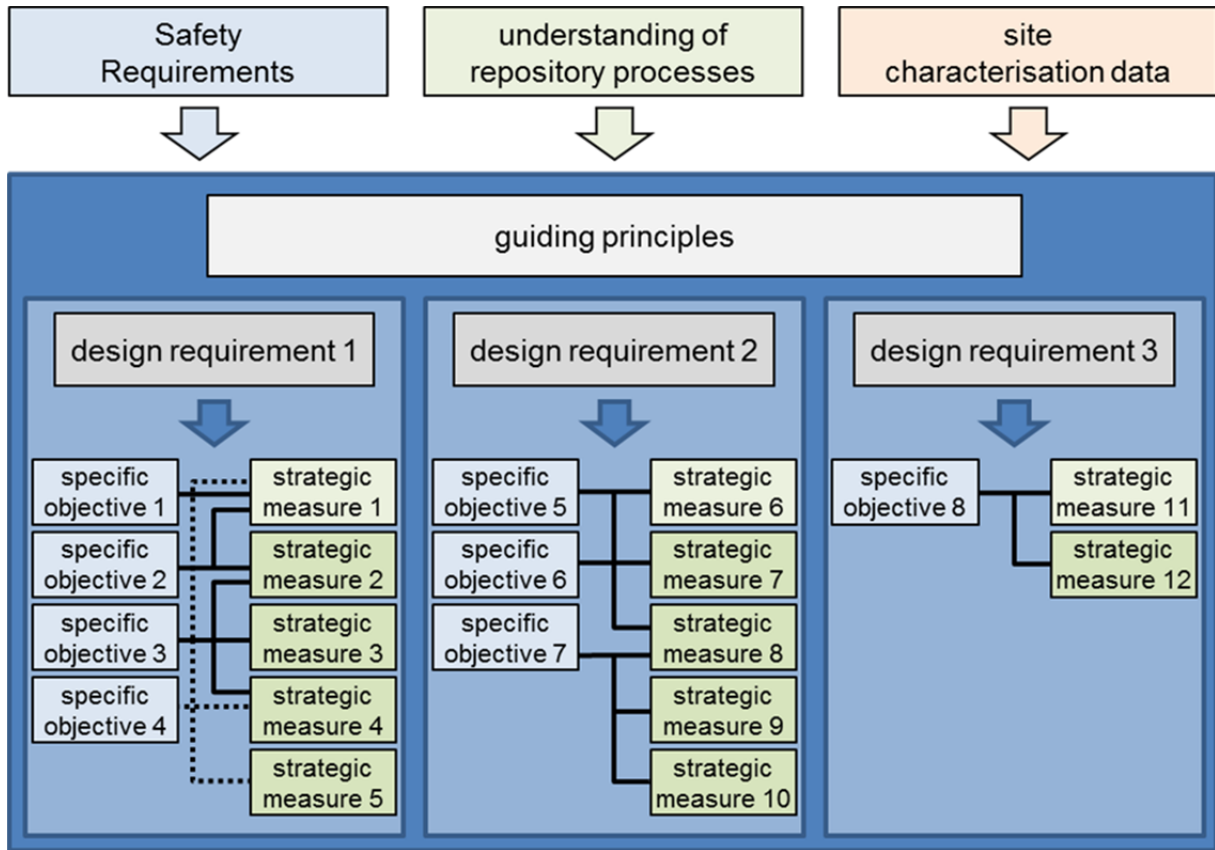 Safety
Requirements
understanding of
repository processes
site
characterisation data
guiding principles
design requirement 1
specific
objective 1
specific
objective 2
specific
objective 3
specific
objective 4
strategic
measure 1
strategic
measure 2
strategic
measure 3
strategic
measure 4
strategic
measure 5
design requirement 2
specific
objective 5
specific
objective 6
specific
objective 7
strategic
measure 6
strategic
measure 7
strategic
measure 8
strategic
measure 9
strategic
measure 10
design requirement 3
specific
objective 8
strategic
measure 11
strategic
measure 12